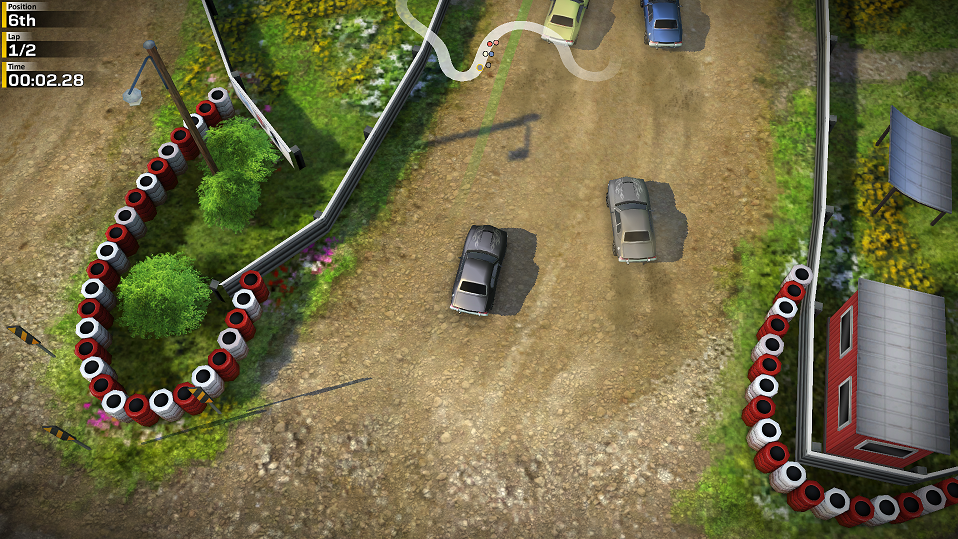 Position
6th
Lap
1/2
Time
00:02.28